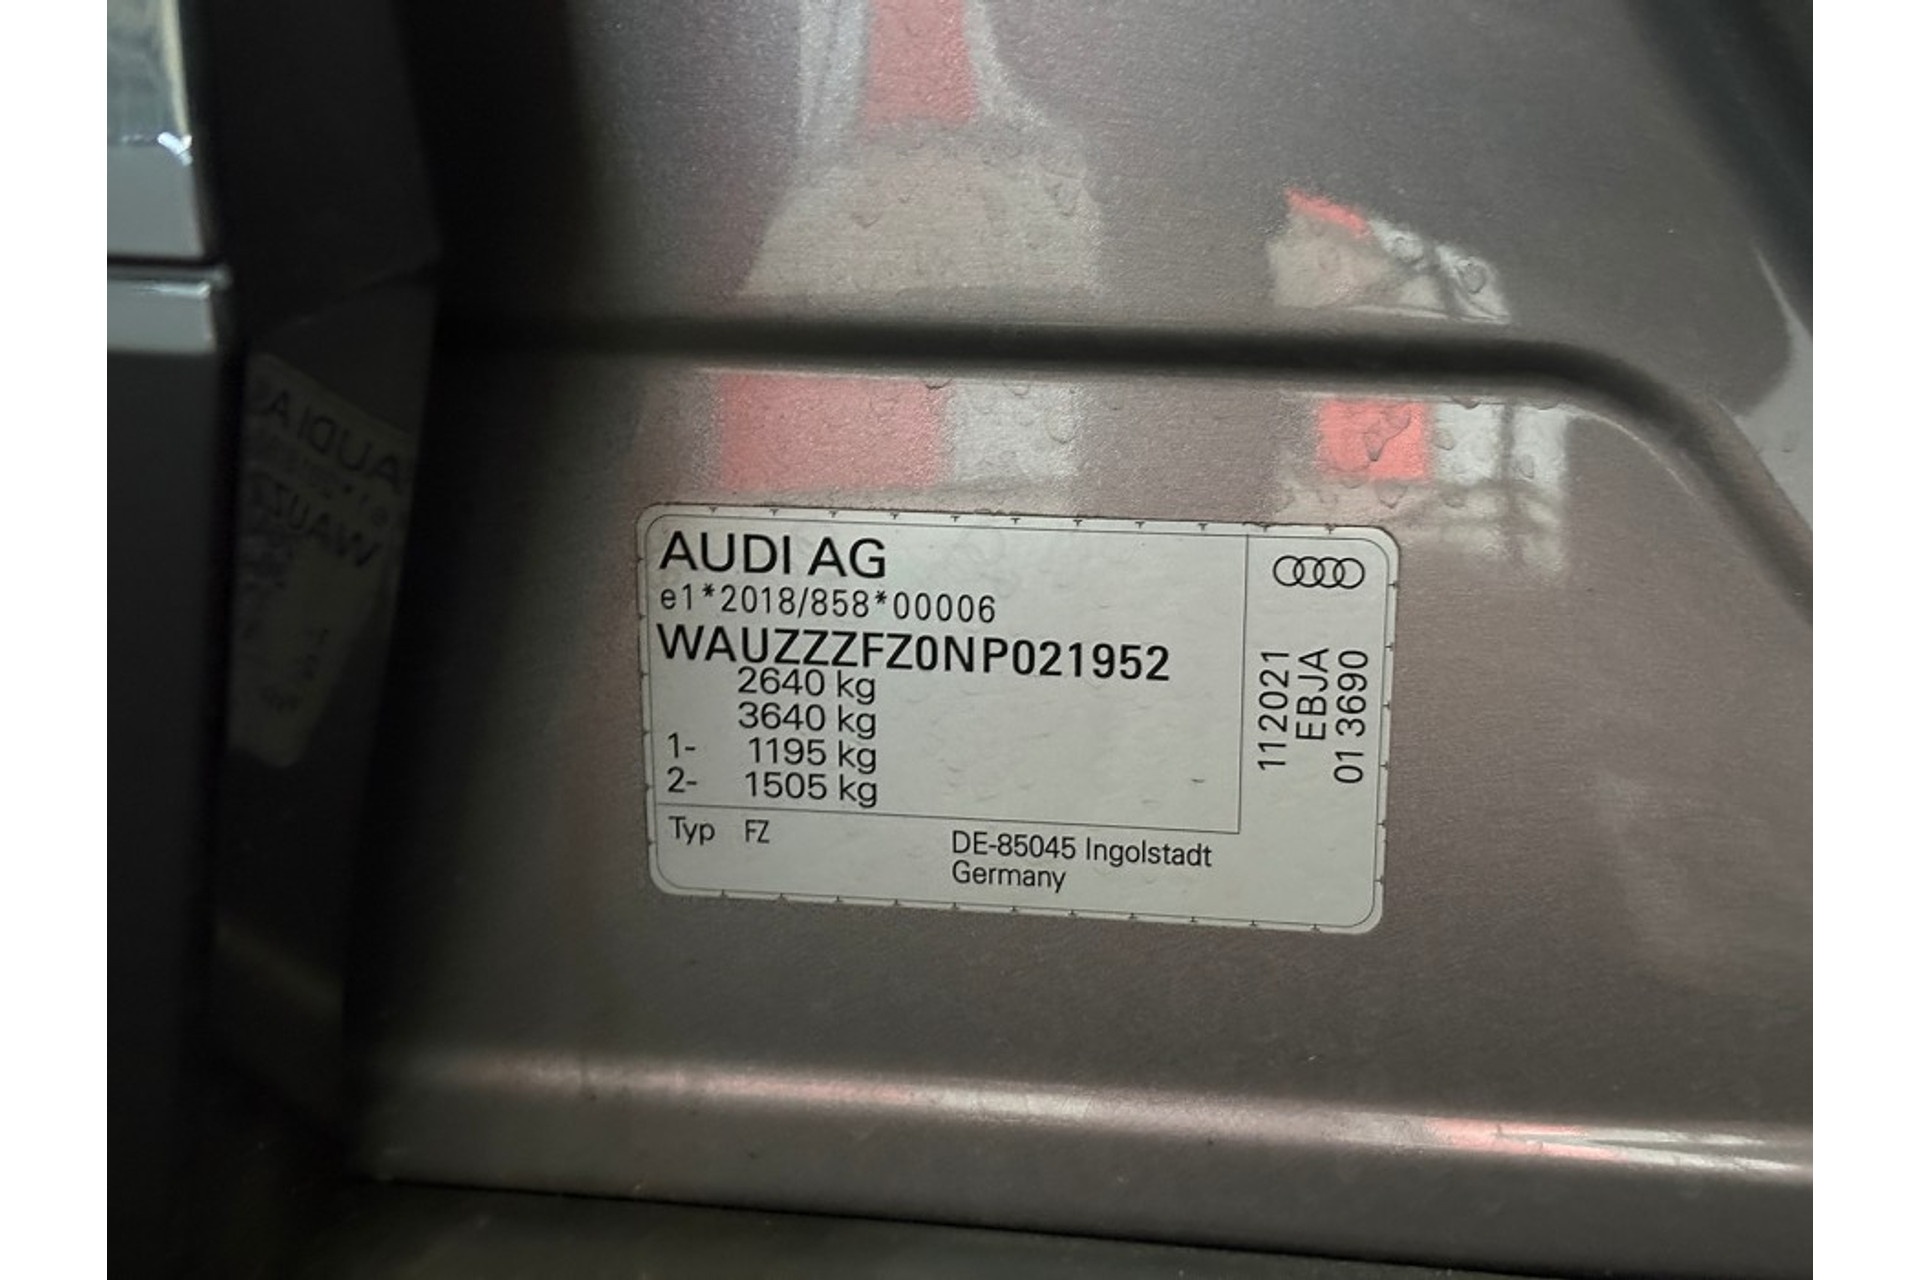 AUDI AG
e1*2018/858*00006
WAUZZZFZ0NP021952
2640 kg
3640 kg
1- 1195 kg
2- 1505 kg
Typ FZ
DE-85045 Ingolstadt
Germany
112021
EBJA
01 3690